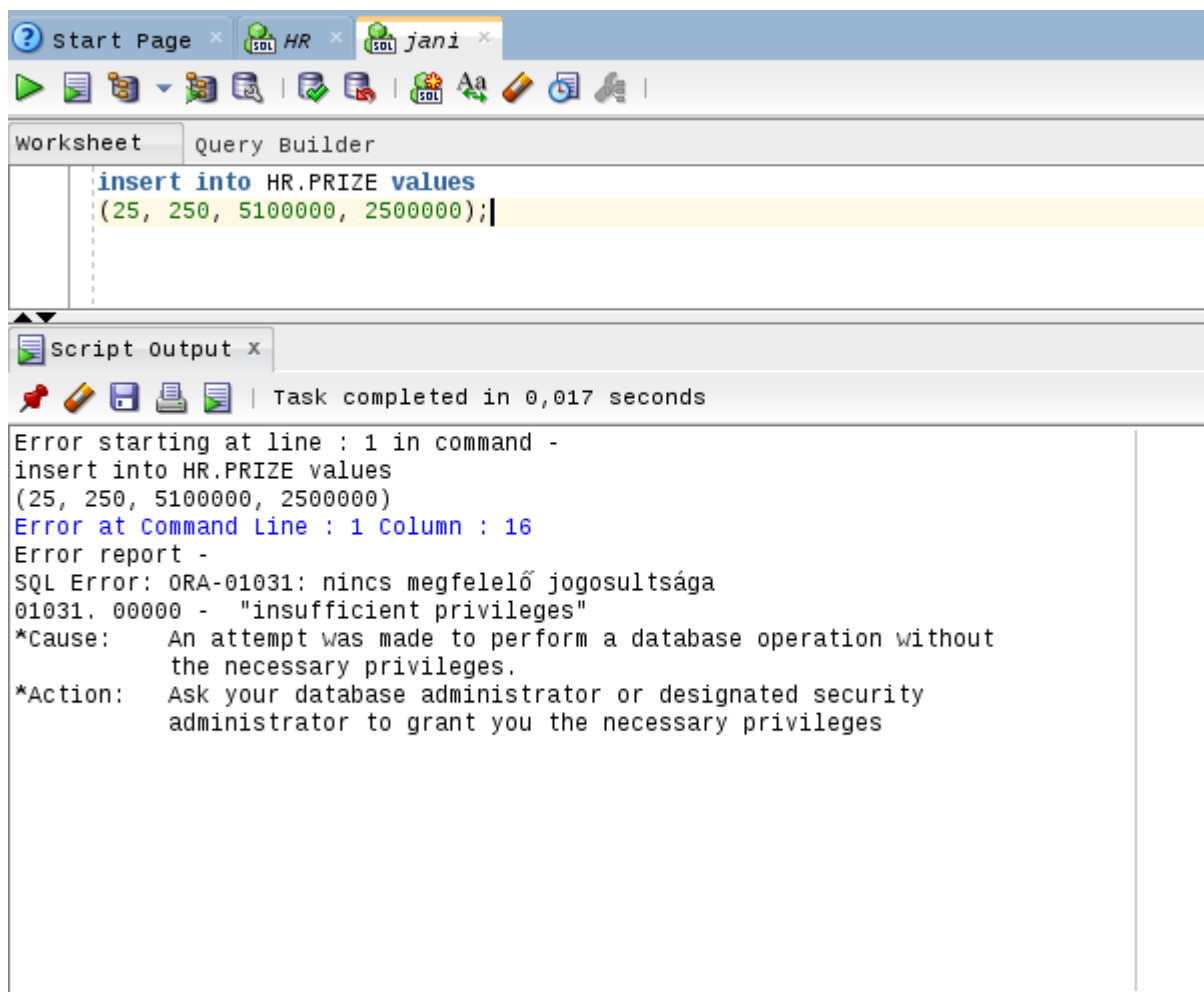 Start Page
HR
jani
Worksheet Query Builder
insert into HR.PRIZE values
(25, 250, 5100000, 2500000);
Script Output x
Task completed in 0,017 seconds
Error starting at line : 1 in command -
insert into HR.PRIZE values
(25, 250, 5100000, 2500000)
Error at Command Line : 1 Column : 16
Error report -
SQL Error: ORA-01031: nincs megfelelő jogosultsága
01031. 00000 -  "insufficient privileges"
*Cause:    An attempt was made to perform a database operation without
the necessary privileges.
*Action:   Ask your database administrator or designated security
administrator to grant you the necessary privileges